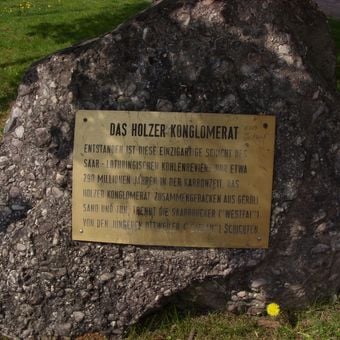 DAS HOLZER KONGLOMERAT
ENTSTANDEN IST DIESE EINZIGARTIGE SCHICHT DES
SAAR - LOTHRINGISCHEN KOHLENREVIERS VOR ETWA
290 MILLIONEN JAHREN IN DER KARBONZEIT. DAS
HOLZER KONGLOMERAT ZUSAMMENGEBACKEN AUS GERÖLL
SAND UND TON, TRENNT DIE SAARBRÜCKER ("WESTFAL")
VON DEN JÜNGEREN OTTWEILER SCHICHTEN.